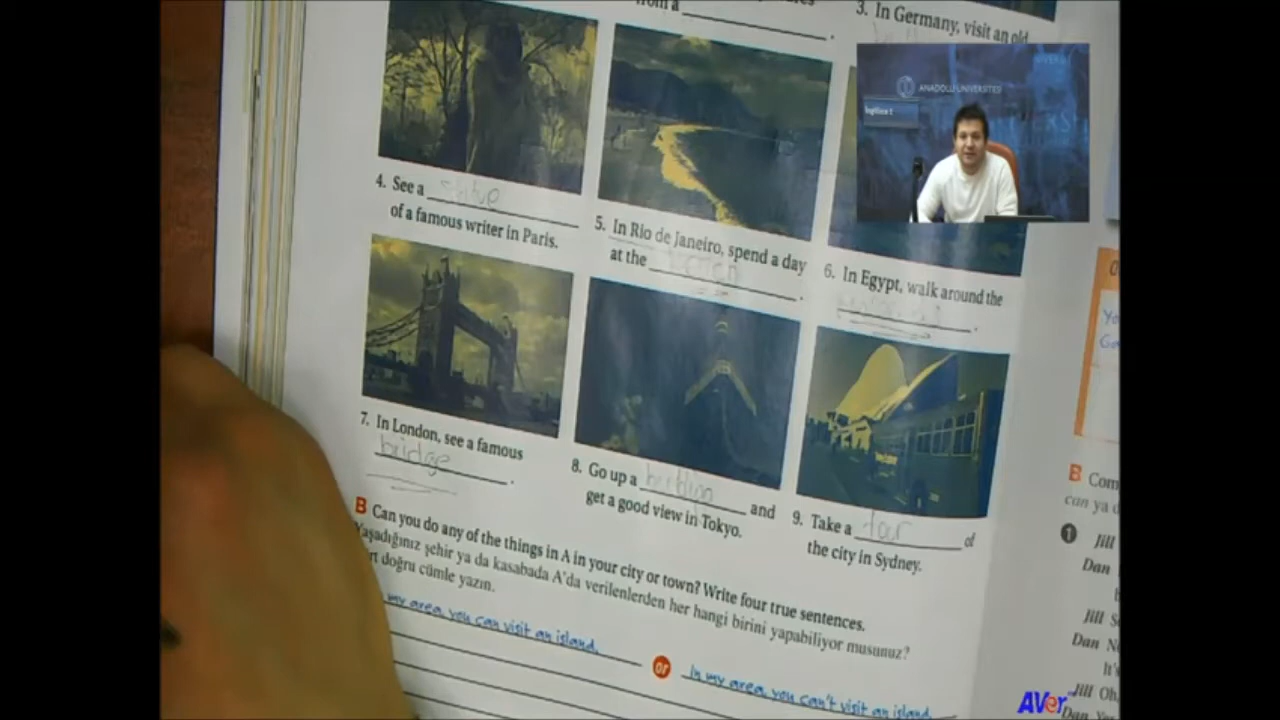 from a
3. In Germany, visit an old
ANADOLU ÜNİVERSİTESİ
İngilizce I
4. See a statue
of a famous writer in Paris.
5. In Rio de Janeiro, spend a day
at the beach.
6. In Egypt, walk around the
7. In London, see a famous
bridge.
8. Go up a building and
get a good view in Tokyo.
9. Take a tour of
the city in Sydney.
B Can you do any of the things in A in your city or town? Write four true sentences.
Yaşadığınız şehir ya da kasabada A'da verilenlerden her hangi birini yapabiliyor musunuz?
doğru cümle yazın.
my area, you can visit an island.
or
In my area, you can't visit an island.
B Com
can ya d
1 Jill
Dan
Jill S
Dan N
It's
Jill Oh,
Dan
AVer